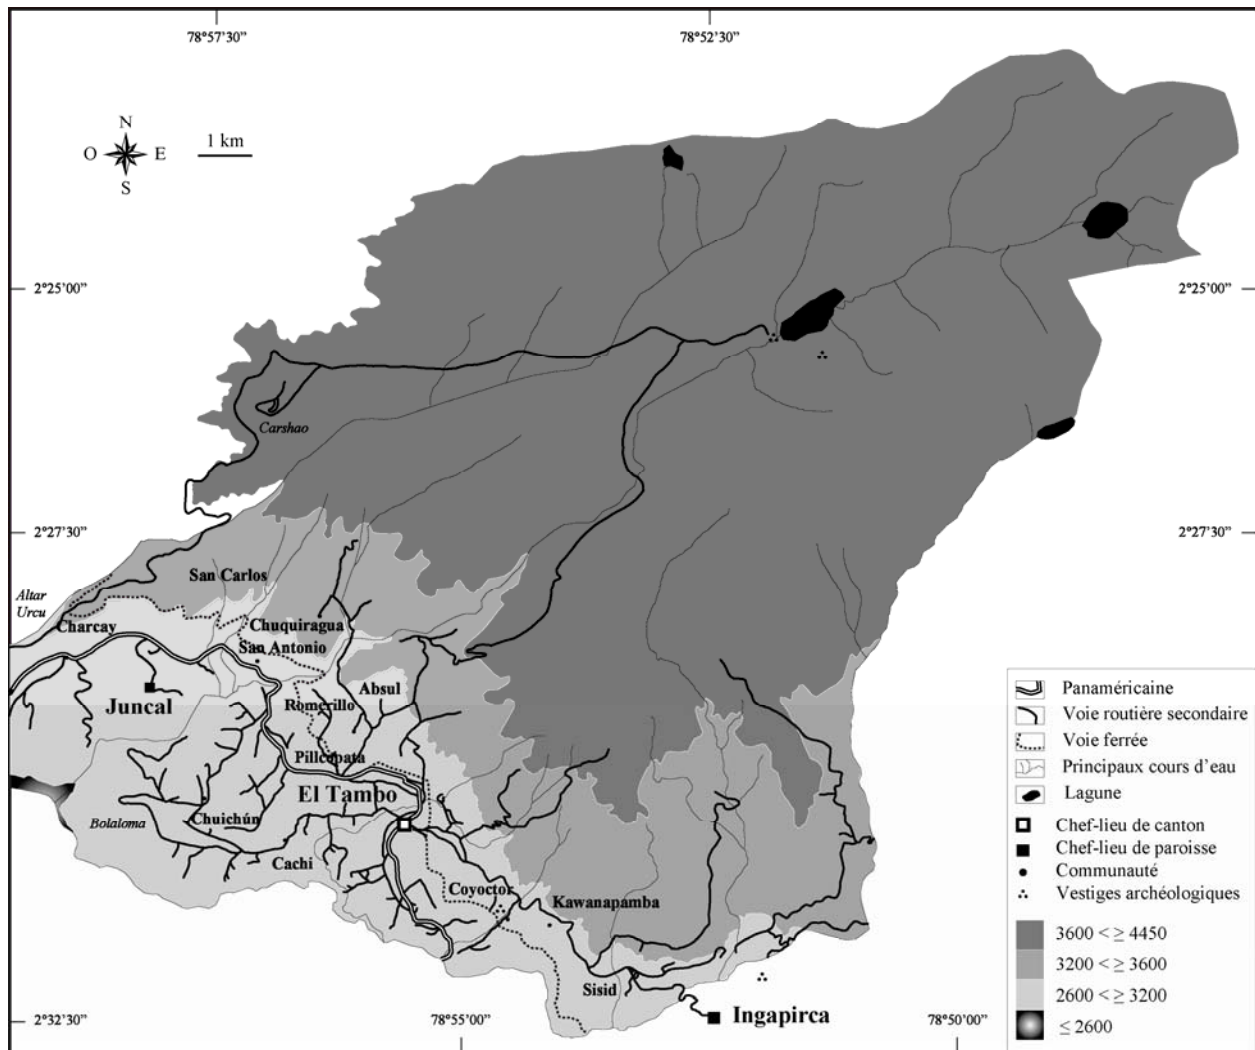 78°57'30"
78°52'30"
N
O
E
S
1 km
2°25'00"
2°25'00"
Carshao
2°27'30"
2°27'30"
San Carlos
Altar
Urcu
Charcay
Chuquiragua
San Antonio
Juncal
Absul
Romerillo
Pillcopata
El Tambo
Bolaloma
Chuichún
Cachi
Coyoctor
Kawanapamba
Sisid
Ingapirca
2°32'30"
78°55'00"
78°50'00"
Panaméricaine
Voie routière secondaire
Voie ferrée
Principaux cours d'eau
Lagune
Chef-lieu de canton
Chef-lieu de paroisse
Communauté
Vestiges archéologiques
3600 < ≥ 4450
3200 < ≥ 3600
2600 < ≥ 3200
≤ 2600